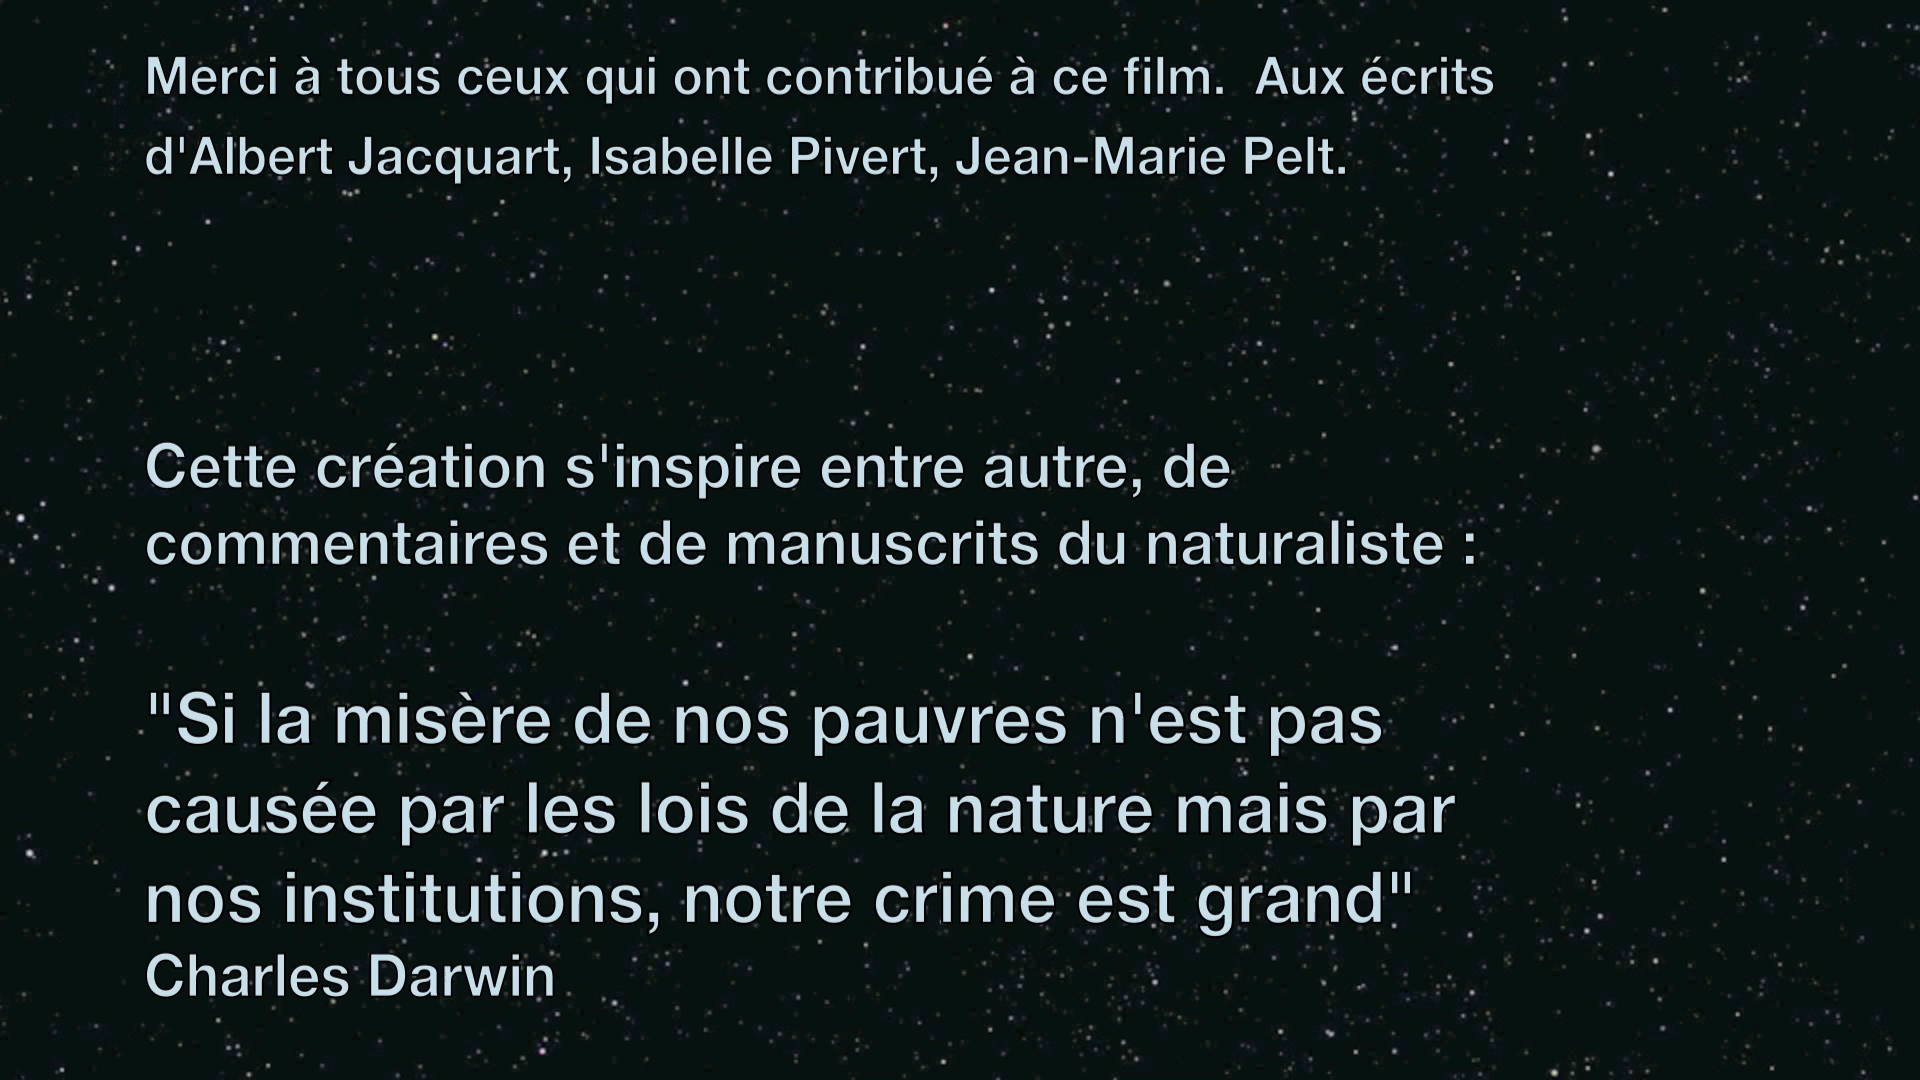 Merci à tous ceux qui ont contribué à ce film.  Aux écrits
d'Albert Jacquart, Isabelle Pivert, Jean-Marie Pelt.
Cette création s'inspire entre autre, de
commentaires et de manuscrits du naturaliste :
"Si la misère de nos pauvres n'est pas
causée par les lois de la nature mais par
nos institutions, notre crime est grand"
Charles Darwin